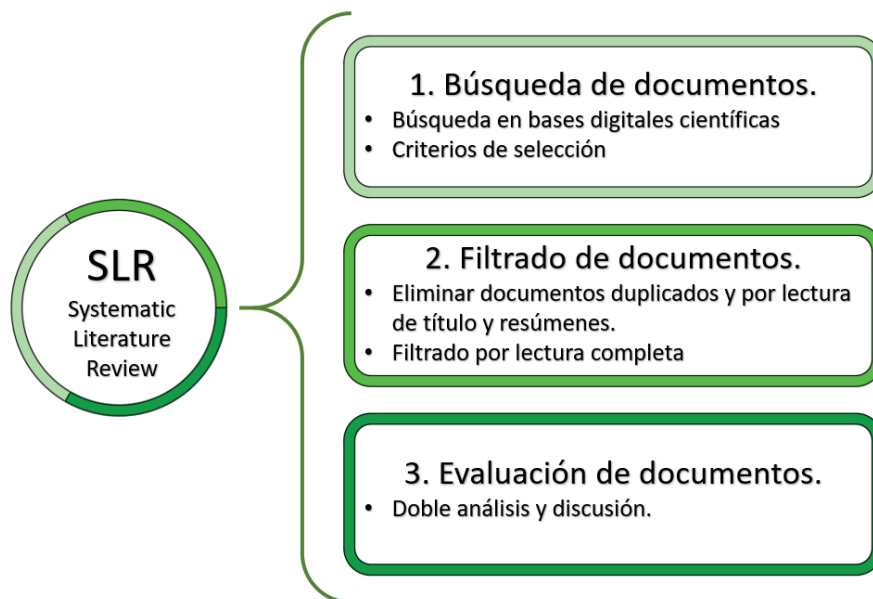 SLR
Systematic
Literature
Review
1. Búsqueda de documentos.
• Búsqueda en bases digitales científicas
• Criterios de selección
2. Filtrado de documentos.
• Eliminar documentos duplicados y por lectura
de título y resúmenes.
• Filtrado por lectura completa
3. Evaluación de documentos.
• Doble análisis y discusión.